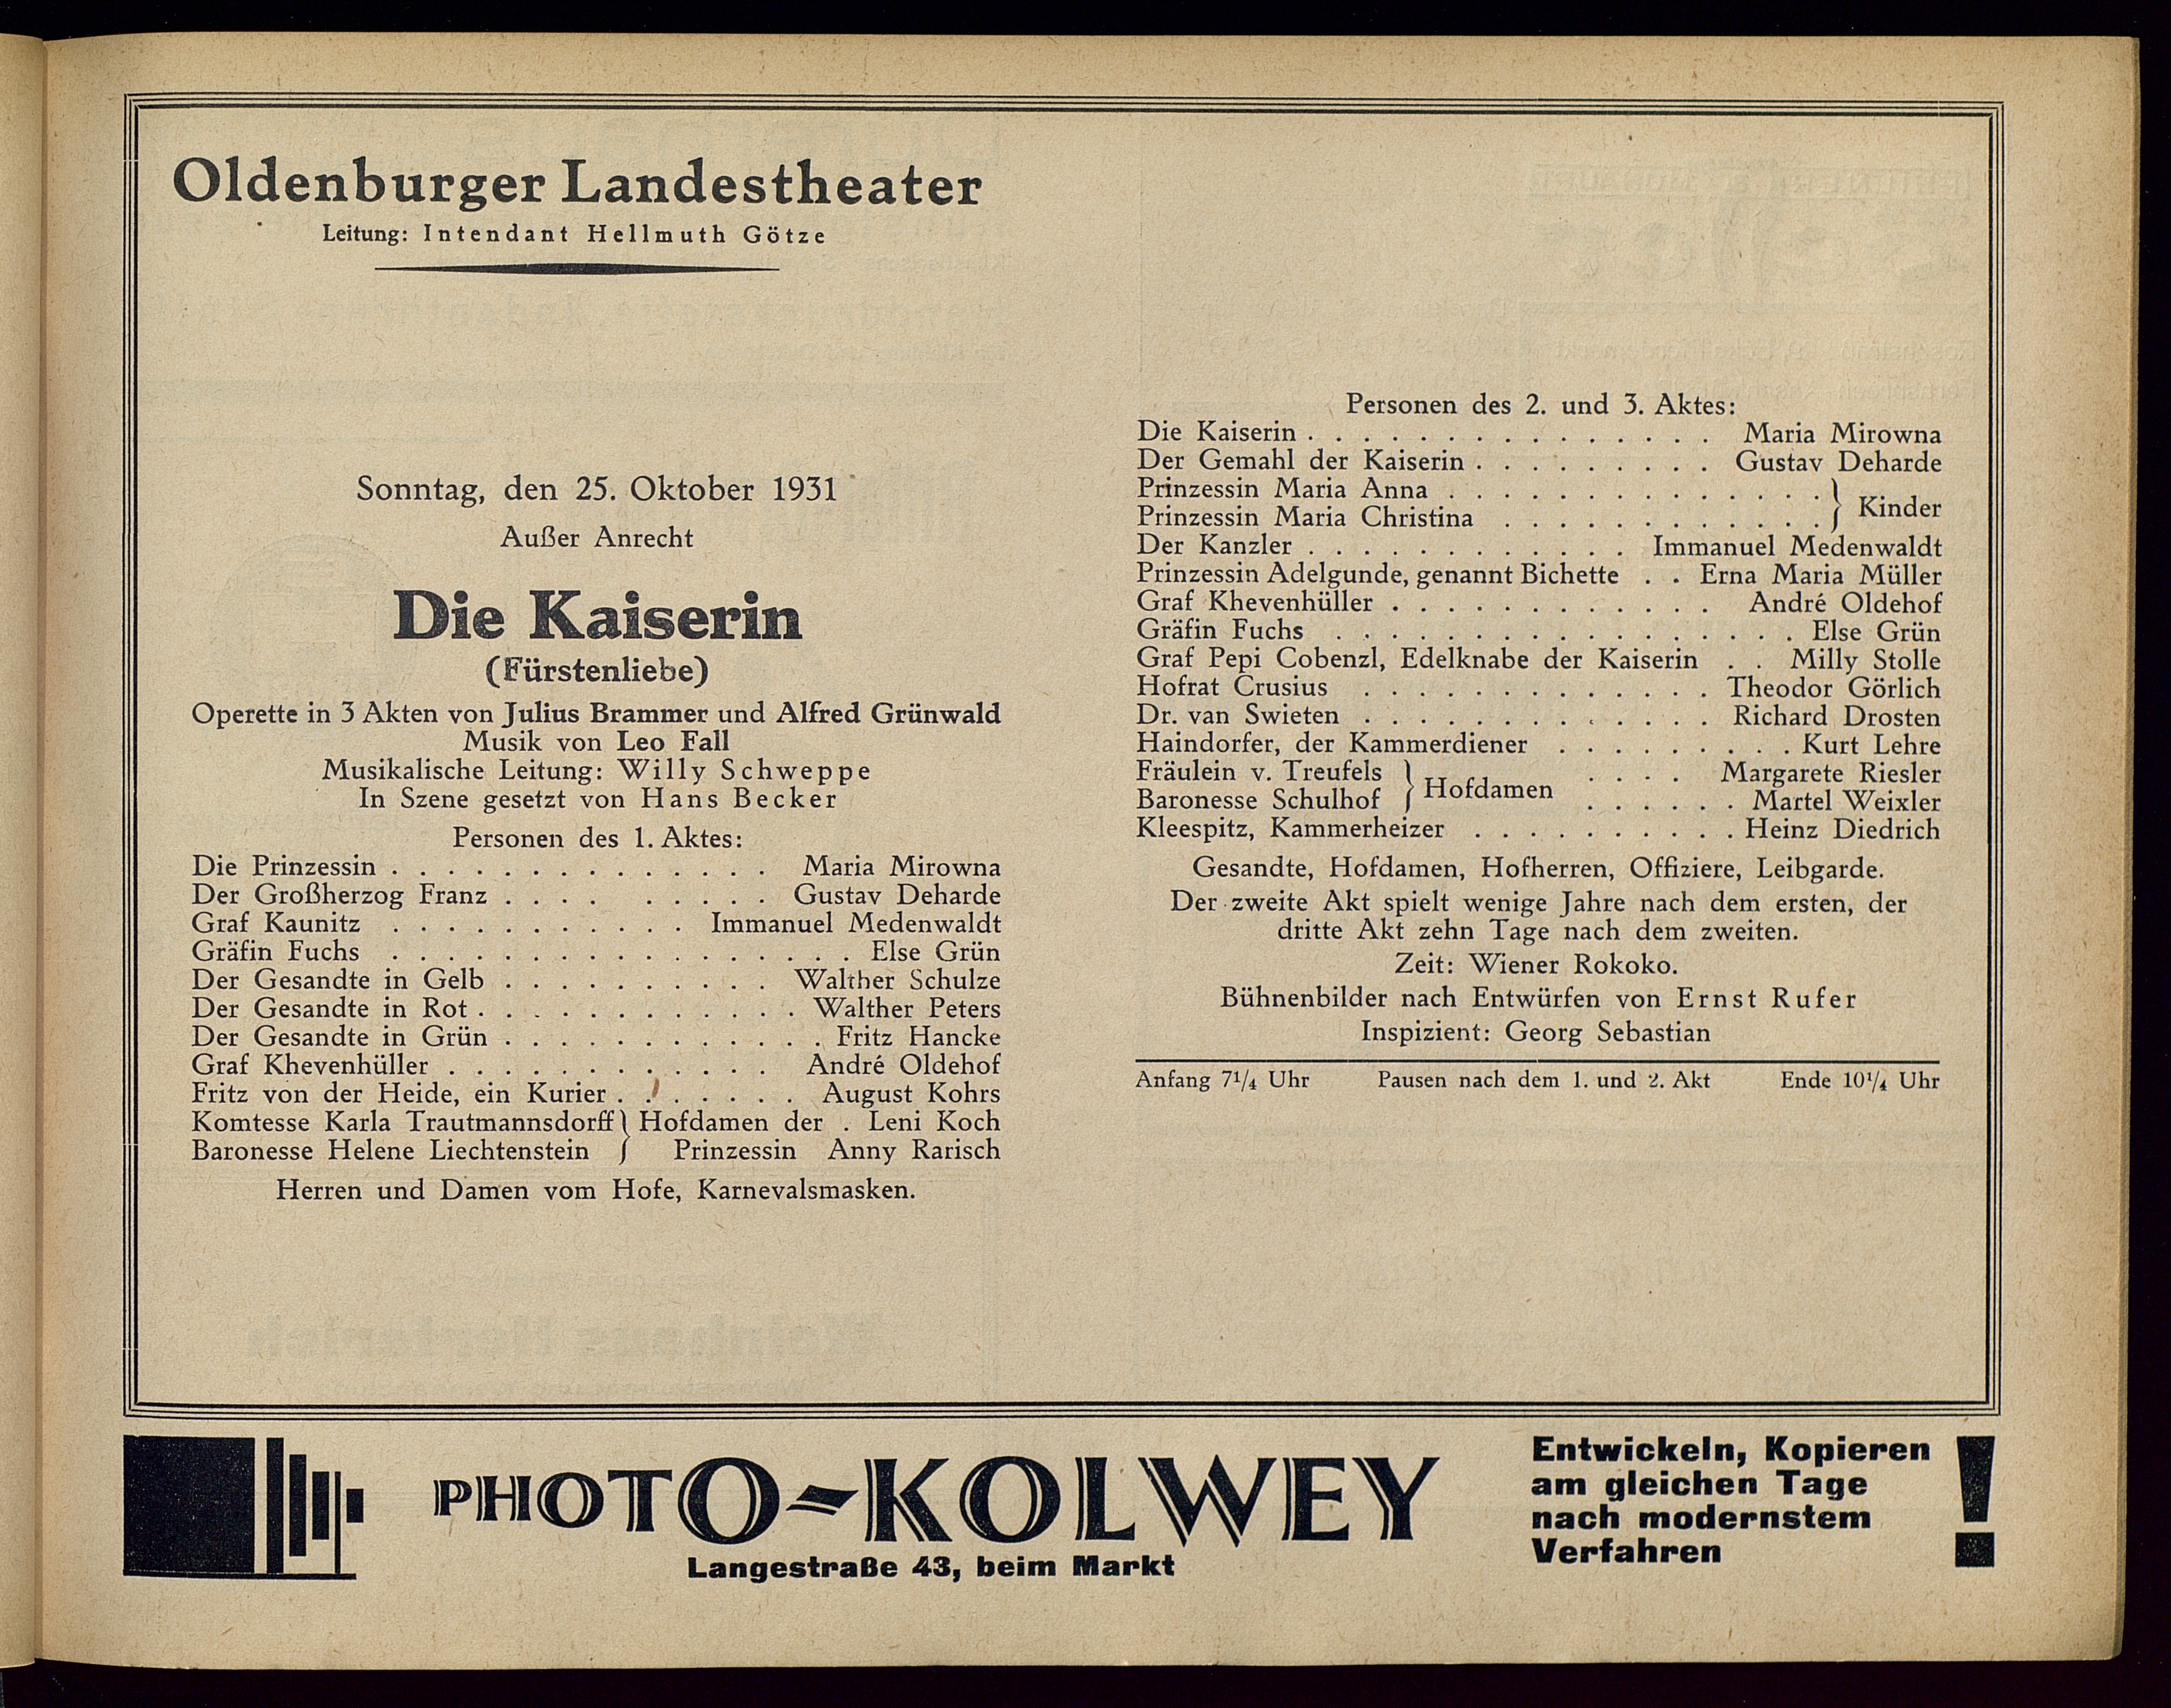 Oldenburger Landestheater
Leitung: Intendant Hellmuth Götze
Sonntag, den 25. Oktober 1931
Außer Anrecht
Die Kaiserin
(Fürstenliebe)
Operette in 3 Akten von Julius Brammer und Alfred Grünwald
Musik von Leo Fall
Musikalische Leitung: Willy Schweppe
In Szene gesetzt von Hans Becker
Personen des 1. Aktes:
Die Prinzessin . . . . . . . . . . . . . . Maria Mirowna
Der Großherzog Franz . . . . . . . . . Gustav Deharde
Graf Kaunitz . . . . . . . . . . . Immanuel Medenwaldt
Gräfin Fuchs . . . . . . . . . . . . . . . . . Else Grün
Der Gesandte in Gelb . . . . . . . . . . Walther Schulze
Der Gesandte in Rot . . . . . . . . . . . . Walther Peters
Der Gesandte in Grün . . . . . . . . . . . . Fritz Hancke
Graf Khevenhüller . . . . . . . . . . . . André Oldehof
Fritz von der Heide, ein Kurier . . . . . . . August Kohrs
Komtesse Karla Trautmannsdorff } Hofdamen der . Leni Koch
Baronesse Helene Liechtenstein } Prinzessin Anny Rarisch
Herren und Damen vom Hofe, Karnevalsmasken.
Personen des 2. und 3. Aktes:
Die Kaiserin . . . . . . . . . . . . . . . Maria Mirowna
Der Gemahl der Kaiserin . . . . . . . . . Gustav Deharde
Prinzessin Maria Anna . . . . . . . . . . . . . . } Kinder
Prinzessin Maria Christina . . . . . . . . . . . . }
Der Kanzler . . . . . . . . . . . . Immanuel Medenwaldt
Prinzessin Adelgunde, genannt Bichette . . Erna Maria Müller
Graf Khevenhüller . . . . . . . . . . . . André Oldehof
Gräfin Fuchs . . . . . . . . . . . . . . . . . Else Grün
Graf Pepi Cobenzl, Edelknabe der Kaiserin . . Milly Stolle
Hofrat Crusius . . . . . . . . . . . . . Theodor Görlich
Dr. van Swieten . . . . . . . . . . . . . Richard Drosten
Haindorfer, der Kammerdiener . . . . . . . . . Kurt Lehre
Fräulein v. Treufels } Hofdamen . . . . Margarete Riesler
Baronesse Schulhof } . . . . . . Martel Weixler
Kleespitz, Kammerheizer . . . . . . . . . . Heinz Diedrich
Gesandte, Hofdamen, Hofherren, Offiziere, Leibgarde.
Der zweite Akt spielt wenige Jahre nach dem ersten, der
dritte Akt zehn Tage nach dem zweiten.
Zeit: Wiener Rokoko.
Bühnenbilder nach Entwürfen von Ernst Rufer
Inspizient: Georg Sebastian
Anfang 7¼ Uhr Pausen nach dem 1. und 2. Akt Ende 10¼ Uhr
PHOTO-KOLWEY
Langestraße 43, beim Markt
Entwickeln, Kopieren
am gleichen Tage
nach modernstem
Verfahren !